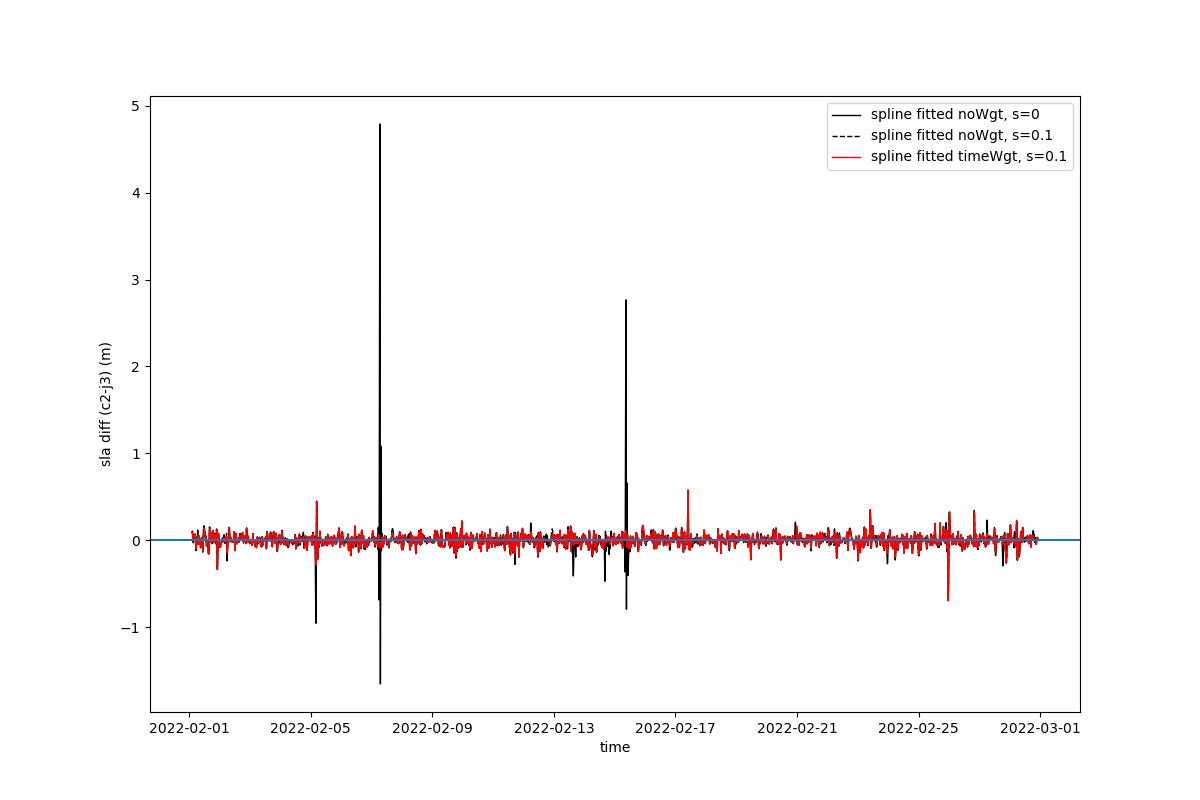 spline fitted noWgt, s=0
spline fitted noWgt, s=0.1
spline fitted timeWgt, s=0.1
5
4
3
2
1
0
−1
sla diff (c2-j3) (m)
2022-02-01 2022-02-05 2022-02-09 2022-02-13 2022-02-17 2022-02-21 2022-02-25 2022-03-01
time